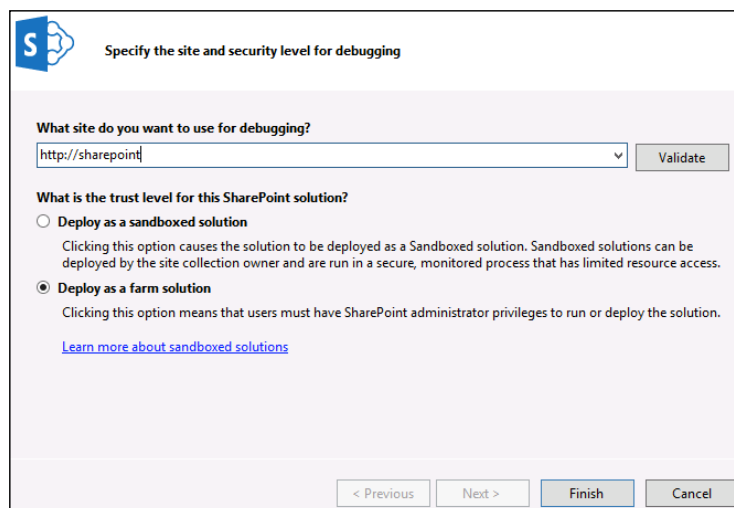 S
Specify the site and security level for debugging
What site do you want to use for debugging?
http://sharepoint
Validate
What is the trust level for this SharePoint solution?
Deploy as a sandboxed solution
Clicking this option causes the solution to be deployed as a Sandboxed solution. Sandboxed solutions can be
deployed by the site collection owner and are run in a secure, monitored process that has limited resource access.
Deploy as a farm solution
Clicking this option means that users must have SharePoint administrator privileges to run or deploy the solution.
Learn more about sandboxed solutions
< Previous
Next >
Finish
Cancel